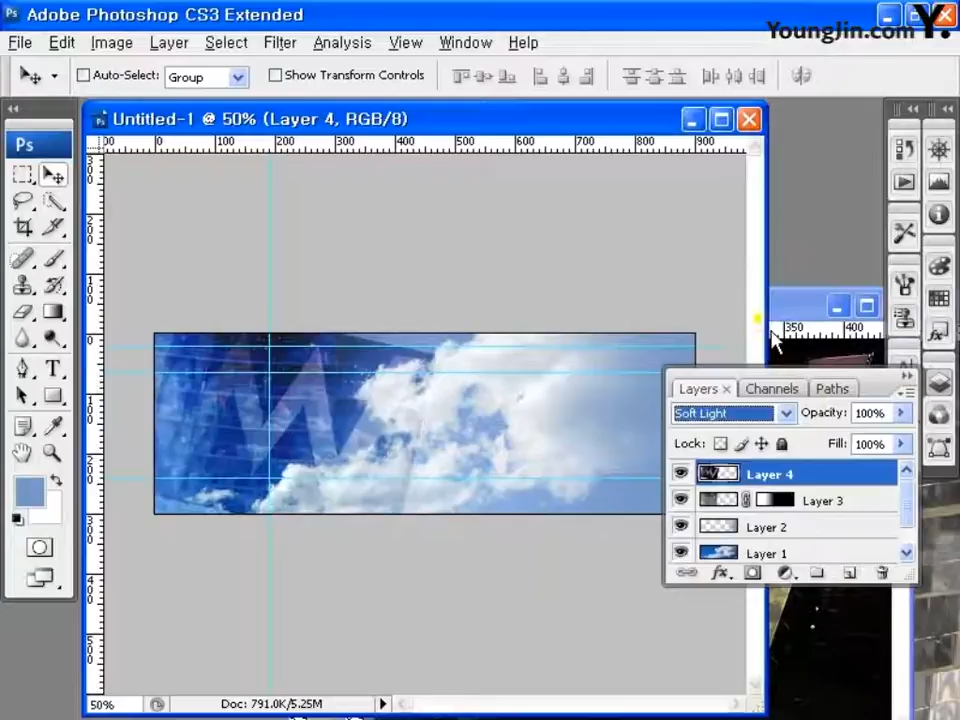 Ps Adobe Photoshop CS3 Extended
YoungJin.com Y.
File Edit Image Layer Select Filter Analysis View Window Help
Auto-Select: Group Show Transform Controls
Ps
Untitled-1 @ 50% (Layer 4, RGB/8)
0 100 200 300 400 500 600 700 800 900
350 400
Layers × Channels Paths
Soft Light Opacity: 100%
Lock: Fill: 100%
Layer 4
Layer 3
Layer 2
Layer 1
T
50% Doc: 791.0K/5.25M